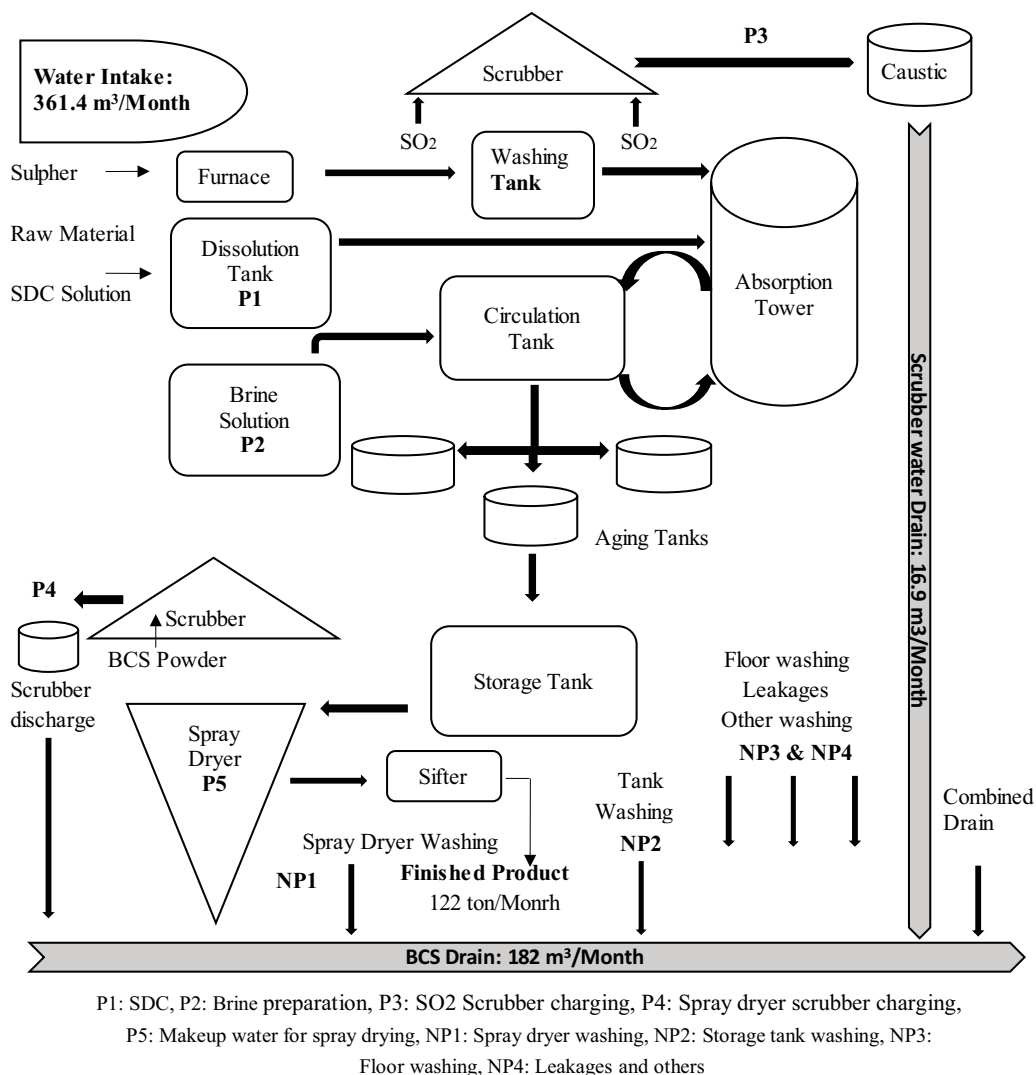 P3
Scrubber
Caustic
Water Intake:
361.4 m³/Month
SO2
SO2
Washing
Tank
Sulpher
Furnace
Raw Material
SDC Solution
Dissolution
Tank
P1
Absorption
Tower
Circulation
Tank
Brine
Solution
P2
Scrubber water Drain: 16.9 m3/Month
Aging Tanks
P4
Scrubber
BCS Powder
Scrubber
discharge
Storage Tank
Floor washing
Leakages
Other washing
NP3 & NP4
Spray
Dryer
P5
Sifter
Tank
Washing
NP2
Combined
Drain
Spray Dryer Washing
NP1
Finished Product
122 ton/Monrh
BCS Drain: 182 m³/Month
P1: SDC, P2: Brine preparation, P3: SO2 Scrubber charging, P4: Spray dryer scrubber charging,
P5: Makeup water for spray drying, NP1: Spray dryer washing, NP2: Storage tank washing, NP3:
Floor washing, NP4: Leakages and others